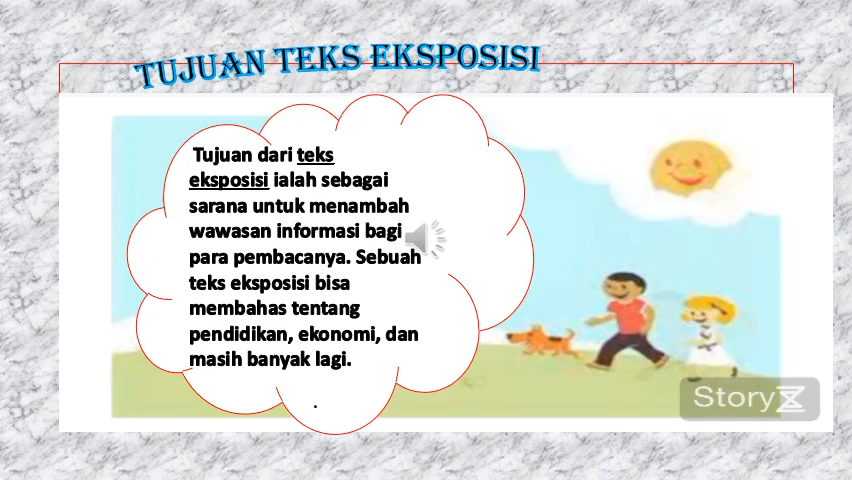 TUJUAN TEKS EKSPOSISI
Tujuan dari teks
eksposisi ialah sebagai
sarana untuk menambah
wawasan informasi bagi
para pembacanya. Sebuah
teks eksposisi bisa
membahas tentang
pendidikan, ekonomi, dan
masih banyak lagi.
.
StoryZ